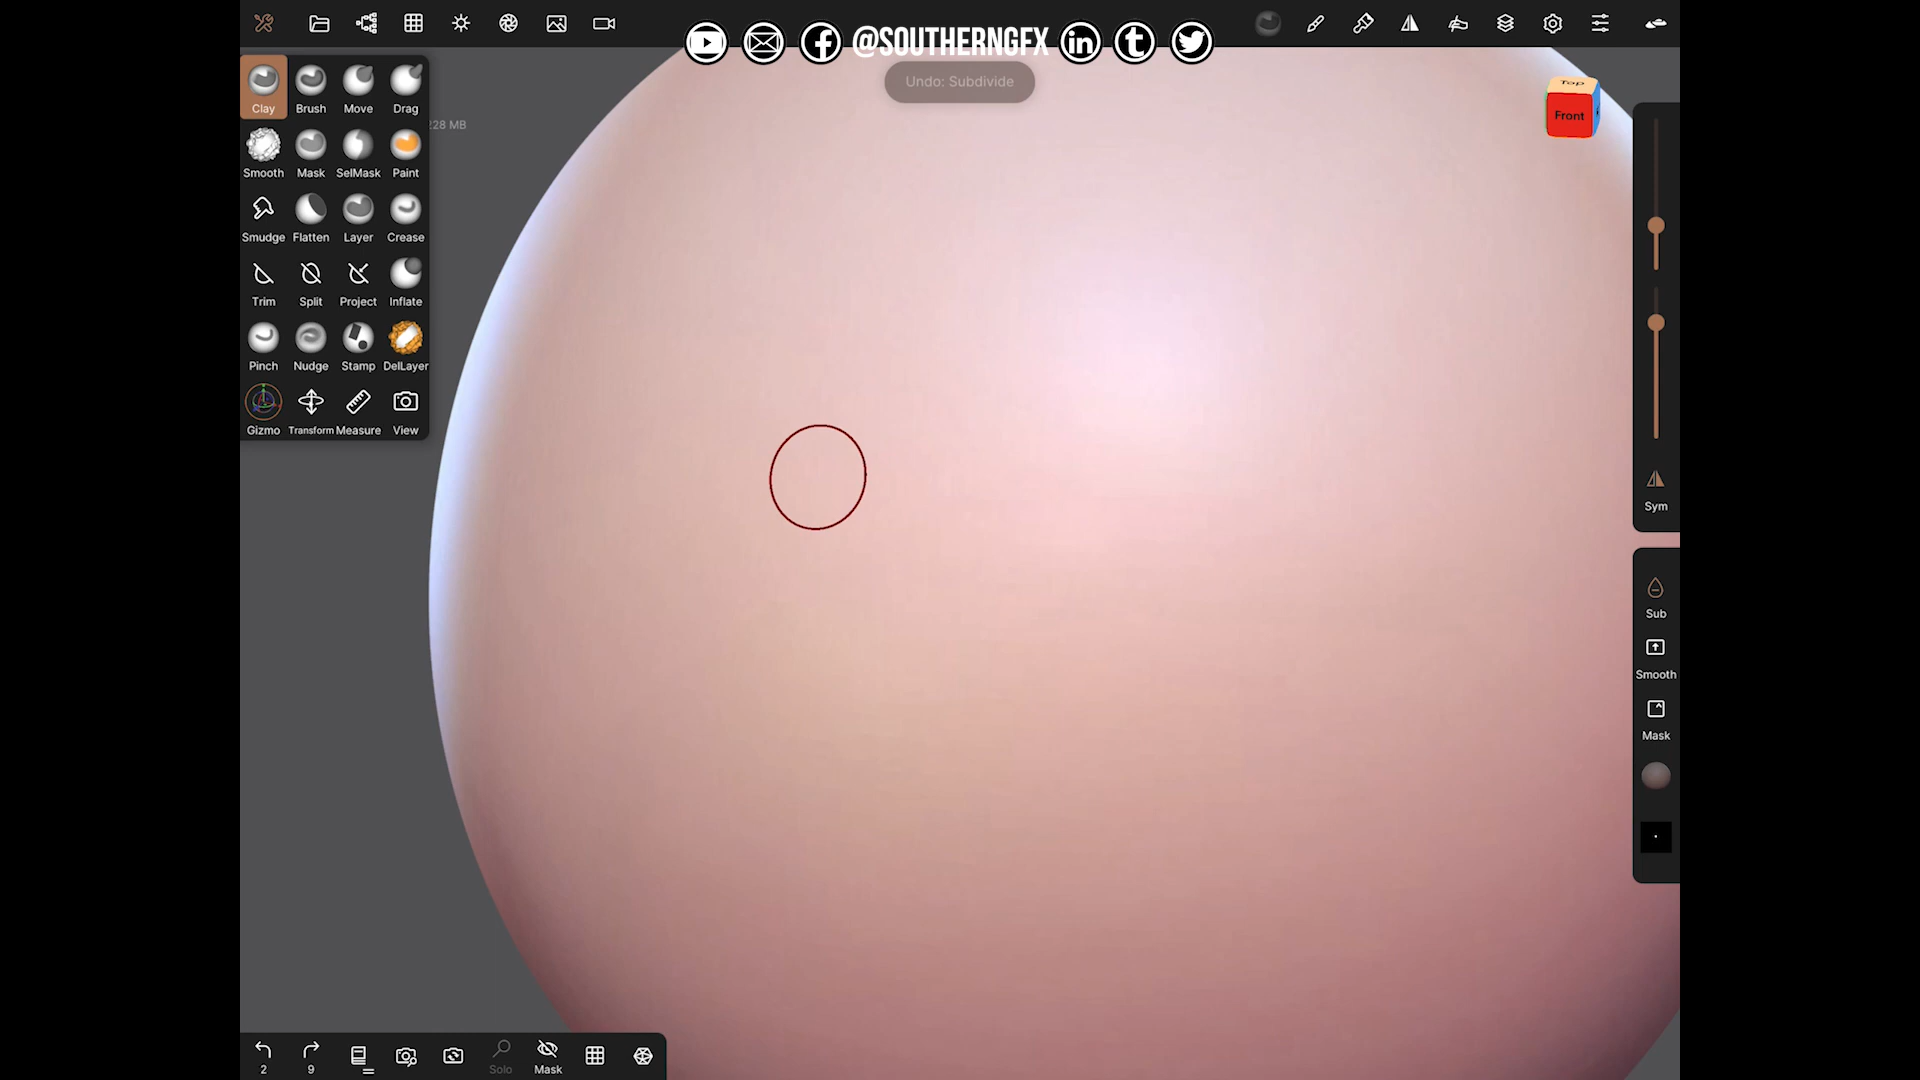 @SOUTHERNGFX
Undo: Subdivide
Top
Front
Clay Brush Move Drag
28 MB
Smooth Mask SelMask Paint
Smudge Flatten Layer Crease
Trim Split Project Inflate
Pinch Nudge Stamp DelLayer
Gizmo Transform Measure View
Sym
Sub
Smooth
Mask
2 9 Solo Mask